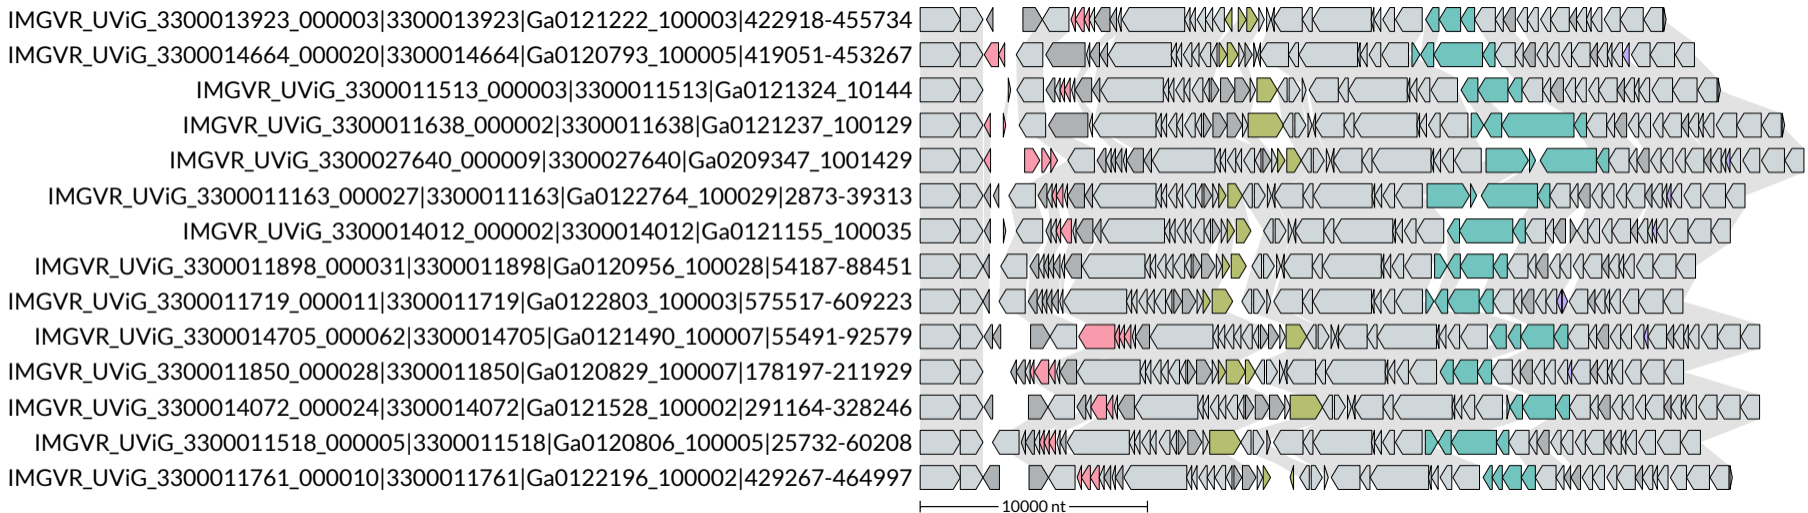 IMGVR_UViG_3300013923_000003|3300013923|Ga0121222_100003|422918-455734
IMGVR_UViG_3300014664_000020|3300014664|Ga0120793_100005|419051-453267
IMGVR_UViG_3300011513_000003|3300011513|Ga0121324_10144
IMGVR_UViG_3300011638_000002|3300011638|Ga0121237_100129
IMGVR_UViG_3300027640_000009|3300027640|Ga0209347_1001429
IMGVR_UViG_3300011163_000027|3300011163|Ga0122764_100029|2873-39313
IMGVR_UViG_3300014012_000002|3300014012|Ga0121155_100035
IMGVR_UViG_3300011898_000031|3300011898|Ga0120956_100028|54187-88451
IMGVR_UViG_3300011719_000011|3300011719|Ga0122803_100003|575517-609223
IMGVR_UViG_3300014705_000062|3300014705|Ga0121490_100007|55491-92579
IMGVR_UViG_3300011850_000028|3300011850|Ga0120829_100007|178197-211929
IMGVR_UViG_3300014072_000024|3300014072|Ga0121528_100002|291164-328246
IMGVR_UViG_3300011518_000005|3300011518|Ga0120806_100005|25732-60208
IMGVR_UViG_3300011761_000010|3300011761|Ga0122196_100002|429267-464997
10000 nt